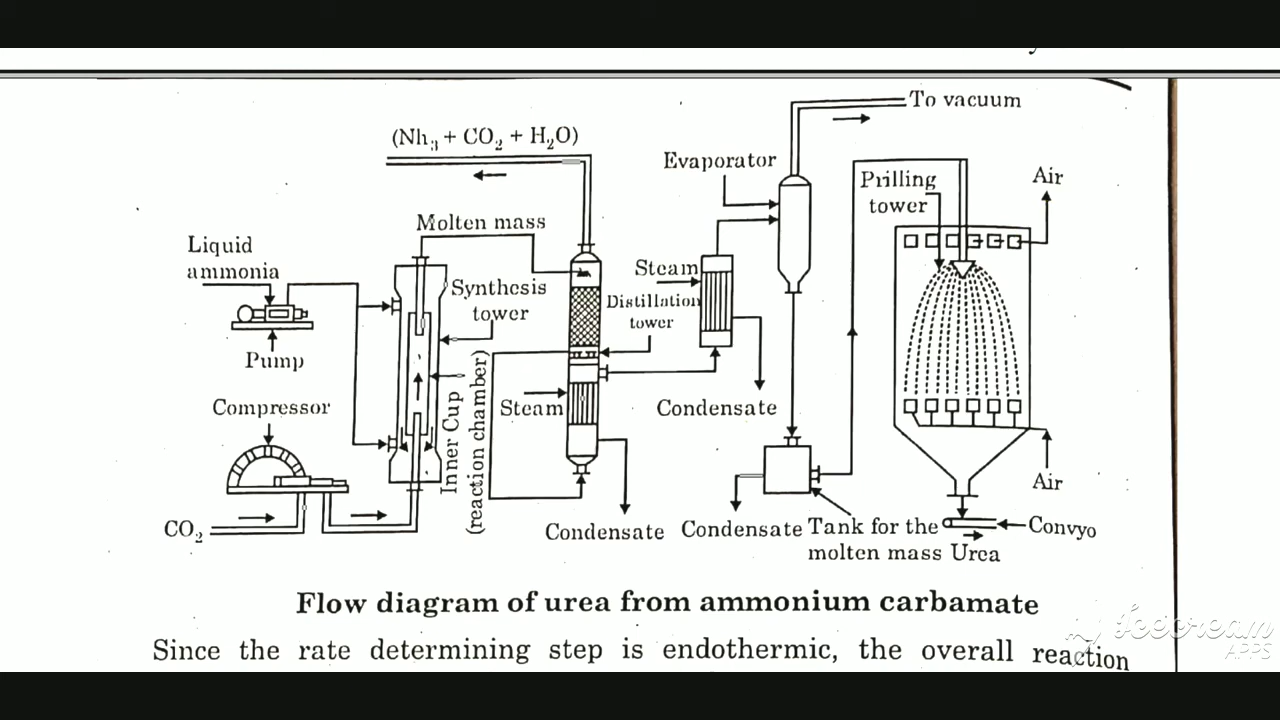 To vacuum
(Nh₃ + CO₂ + H₂O)
Evaporator
Prilling
tower
Air
Molten mass
Liquid
ammonia
Synthesis
tower
Steam
Distillation
tower
Pump
Compressor
Inner Cup
(reaction chamber)
Steam
Condensate
Air
CO₂
Condensate
Condensate
Tank for the
molten mass Urea
Convyo
Flow diagram of urea from ammonium carbamate
Since the rate determining step is endothermic, the overall reaction
Icecream
APPS